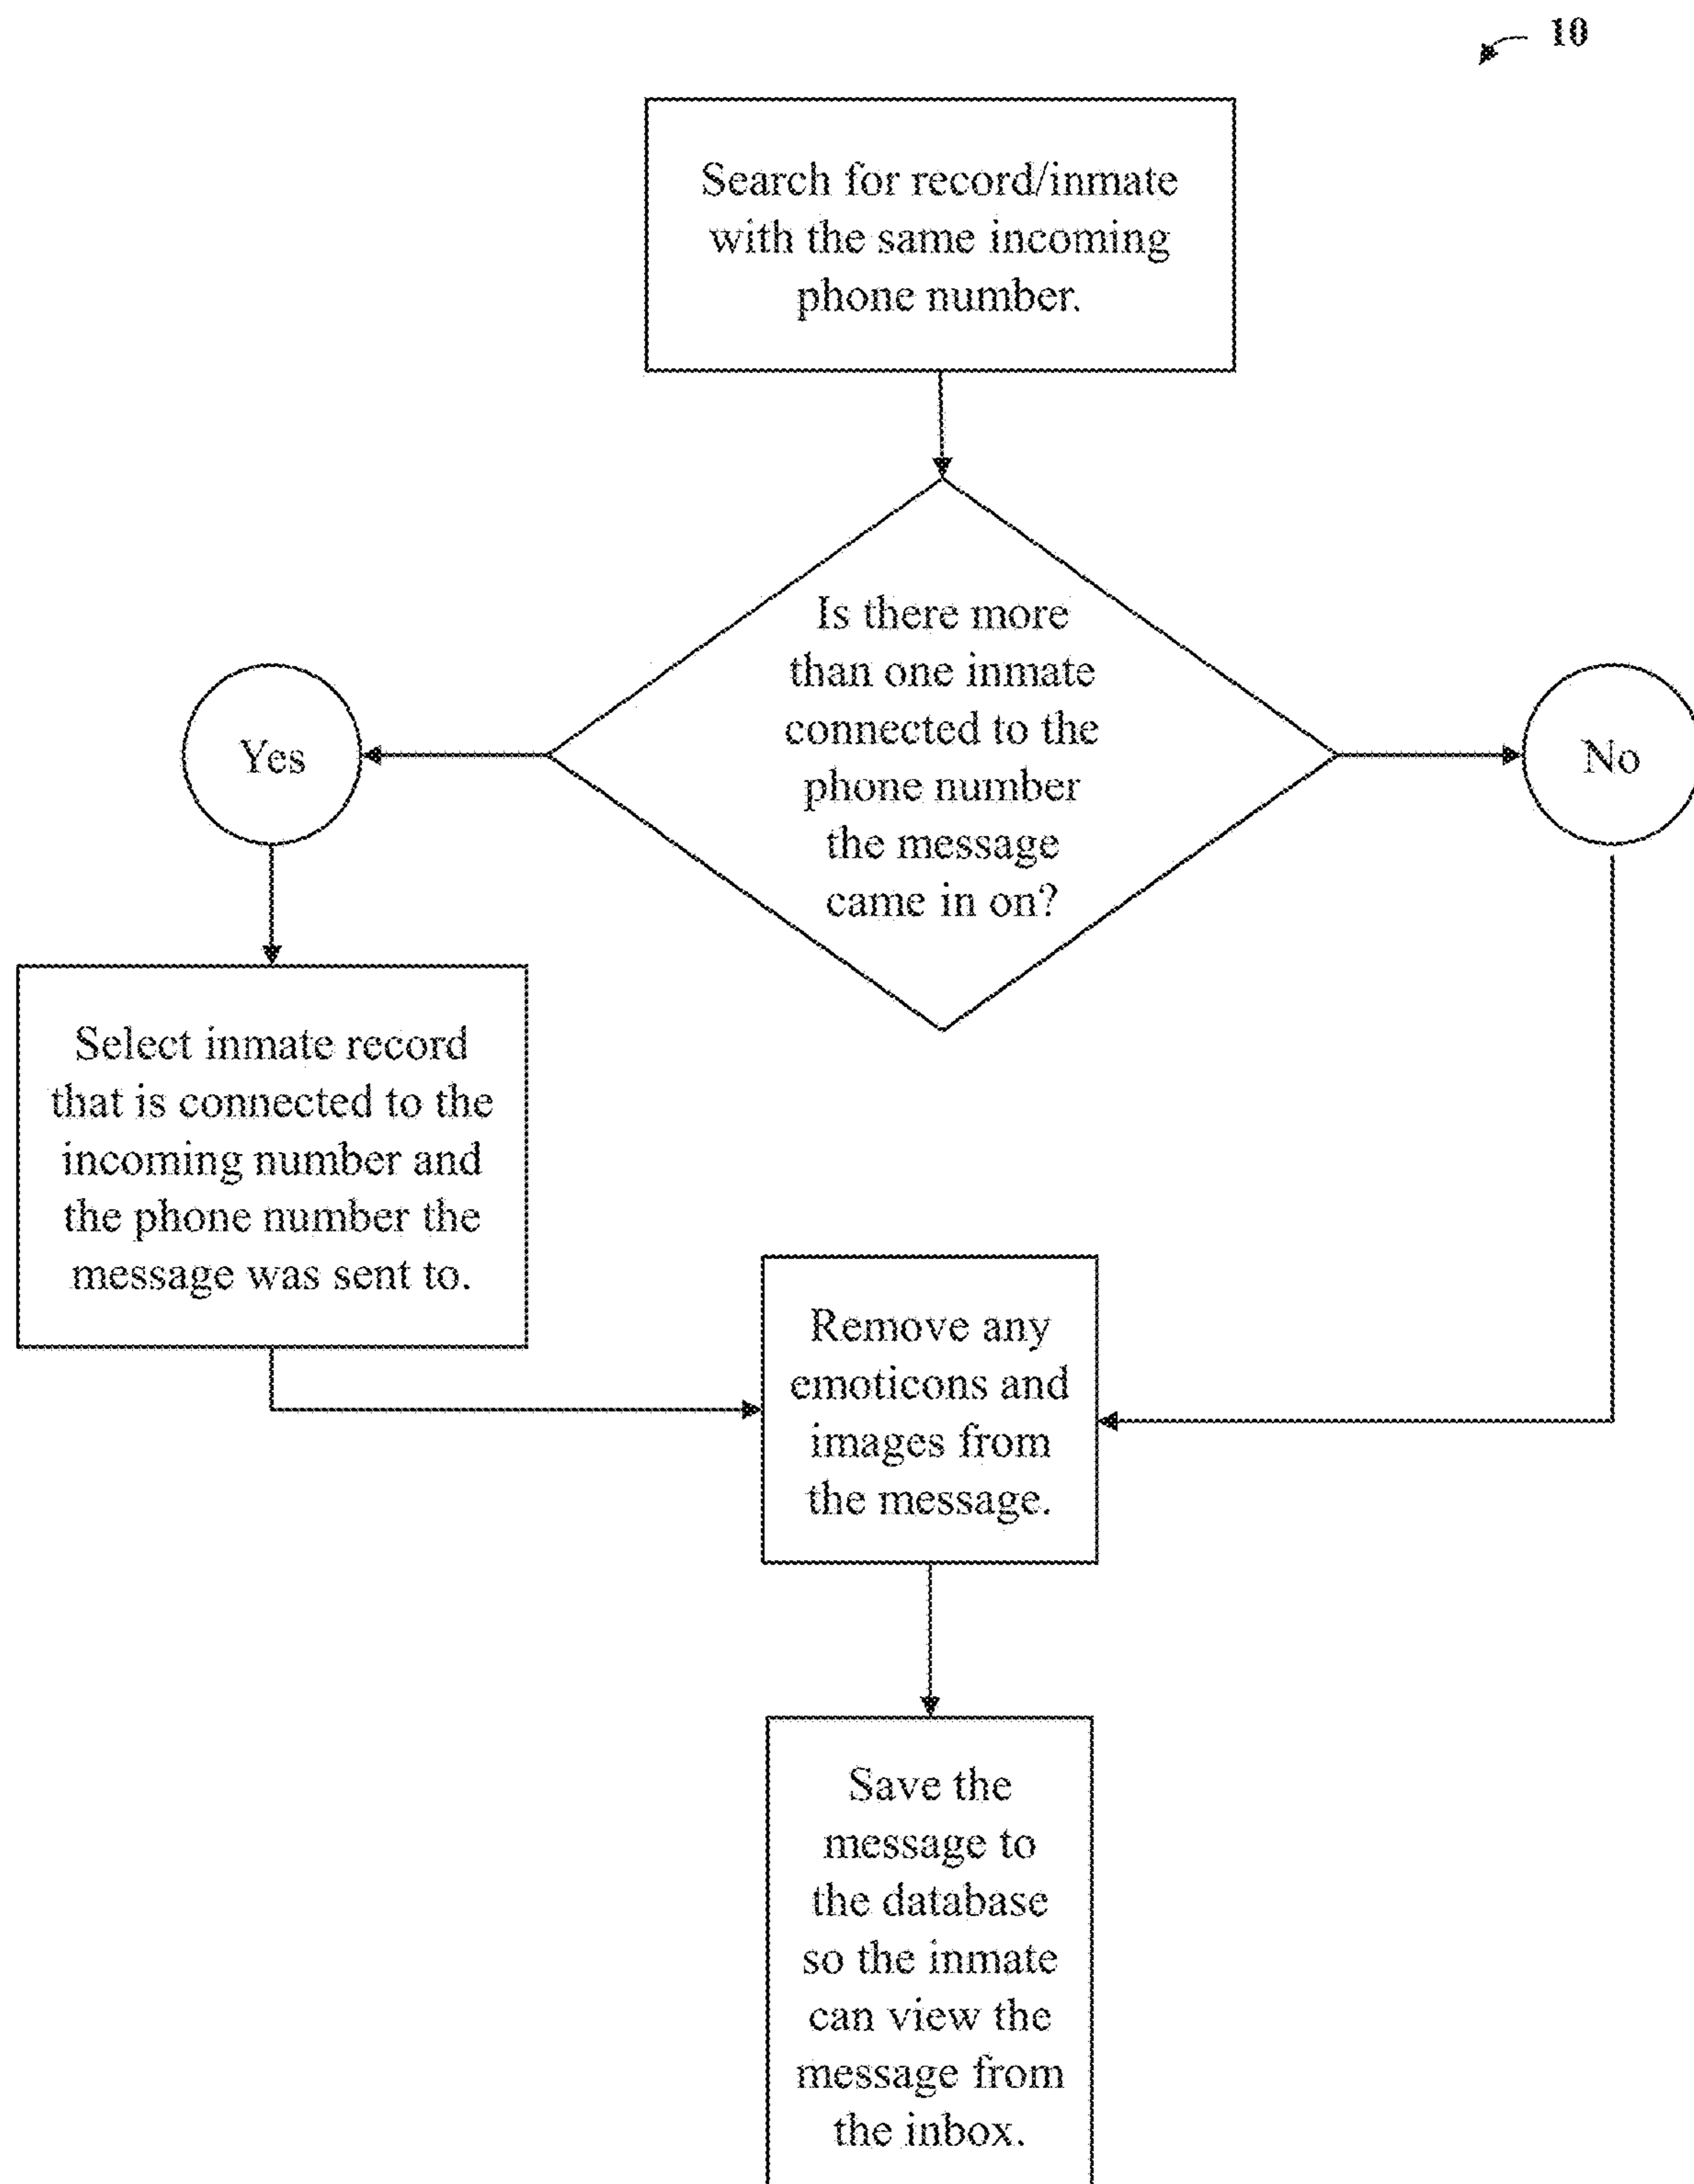 10
Search for record/inmate
with the same incoming
phone number.
Is there more
than one inmate
connected to the
phone number
the message
came in on?
Yes
No
Select inmate record
that is connected to the
incoming number and
the phone number the
message was sent to.
Remove any
emoticons and
images from
the message.
Save the
message to
the database
so the inmate
can view the
message from
the inbox.